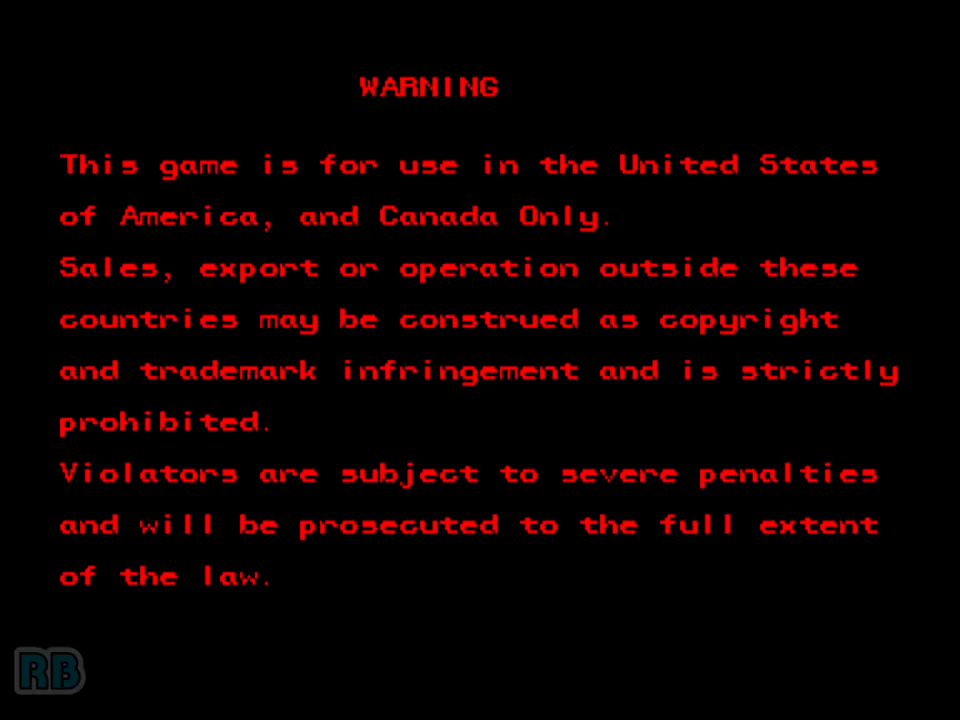 WARNING
This game is for use in the United States
of America, and Canada Only.
Sales, export or operation outside these
countries may be construed as copyright
and trademark infringement and is strictly
prohibited.
Violators are subject to severe penalties
and will be prosecuted to the full extent
of the law.
RB